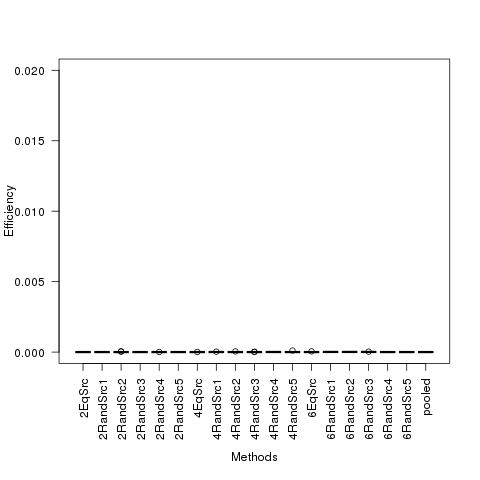 0.020
0.015
0.010
0.005
0.000
Efficiency
2EqSrc
2RandSrc1
2RandSrc2
2RandSrc3
2RandSrc4
2RandSrc5
4EqSrc
4RandSrc1
4RandSrc2
4RandSrc3
4RandSrc4
4RandSrc5
6EqSrc
6RandSrc1
6RandSrc2
6RandSrc3
6RandSrc4
6RandSrc5
pooled
Methods